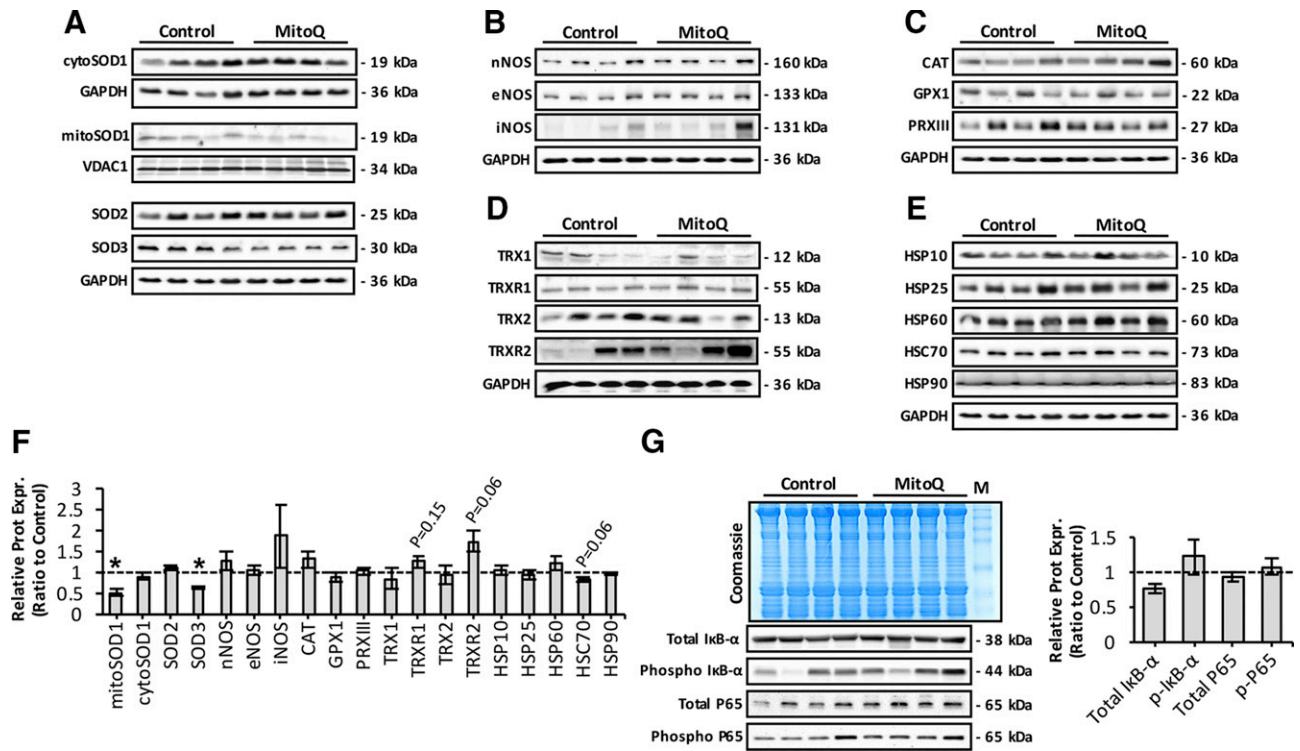 A
Control MitoQ
cytoSOD1 - 19 kDa
GAPDH - 36 kDa
mitoSOD1 - 19 kDa
VDAC1 - 34 kDa
SOD2 - 25 kDa
SOD3 - 30 kDa
GAPDH - 36 kDa
B
Control MitoQ
nNOS - 160 kDa
eNOS - 133 kDa
iNOS - 131 kDa
GAPDH - 36 kDa
C
Control MitoQ
CAT - 60 kDa
GPX1 - 22 kDa
PRXIII - 27 kDa
GAPDH - 36 kDa
D
Control MitoQ
TRX1 - 12 kDa
TRXR1 - 55 kDa
TRX2 - 13 kDa
TRXR2 - 55 kDa
GAPDH - 36 kDa
E
Control MitoQ
HSP10 - 10 kDa
HSP25 - 25 kDa
HSP60 - 60 kDa
HSC70 - 73 kDa
HSP90 - 83 kDa
GAPDH - 36 kDa
F
Relative Prot Expr.
(Ratio to Control)
3
2.5
2
1.5
1
0.5
0
*
*
P=0.15
P=0.06
P=0.06
mitoSOD1
cytoSOD1
SOD2
SOD3
nNOS
eNOS
iNOS
CAT
GPX1
PRXIII
TRX1
TRXR1
TRX2
TRXR2
HSP10
HSP25
HSP60
HSC70
HSP90
G
Control MitoQ M
Coomassie
Total IκB-α - 38 kDa
Phospho IκB-α - 44 kDa
Total P65 - 65 kDa
Phospho P65 - 65 kDa
Relative Prot Expr.
(Ratio to Control)
1.5
1
0.5
0
Total IκB-α
p-IκB-α
Total P65
p-P65